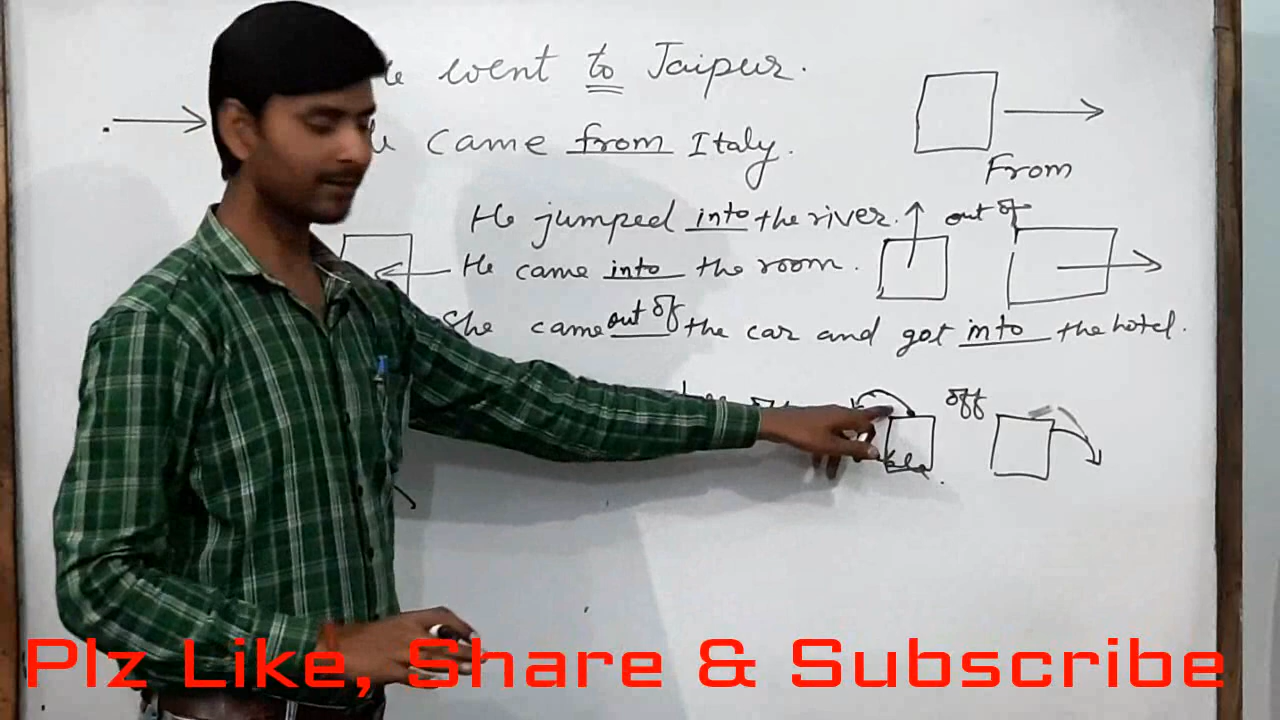 went to Jaipur.
came from Italy.
From
He jumped into the river.
out of
He came into the room.
She came out of the car and got into the hotel.
off
Plz Like, Share & Subscribe